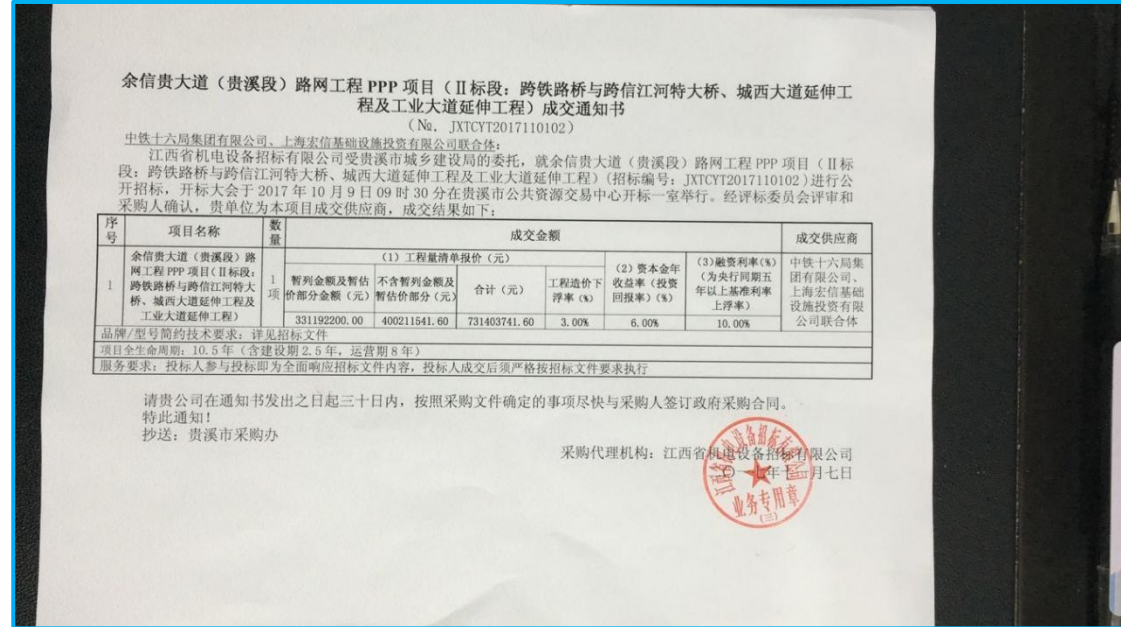 余信贵大道（贵溪段）路网工程 PPP 项目（Ⅱ标段：跨铁路桥与跨信江河特大桥、城西大道延伸工
程及工业大道延伸工程）成交通知书
（№. JXTCYT2017110102）
中铁十六局集团有限公司、上海宏信基础设施投资有限公司联合体：
江西省机电设备招标有限公司受贵溪市城乡建设局的委托，就余信贵大道（贵溪段）路网工程 PPP 项目（Ⅱ标
段：跨铁路桥与跨信江河特大桥、城西大道延伸工程及工业大道延伸工程）（招标编号：JXTCYT2017110102）进行公
开招标，开标大会于 2017 年 10 月 9 日 09 时 30 分在贵溪市公共资源交易中心开标一室举行。经评标委员会评审和
采购人确认，贵单位为本项目成交供应商，成交结果如下：
序号 项目名称 数量 成交金额 成交供应商
（1）工程量清单报价（元）
暂列金额及暂估
价部分金额（元）
不含暂列金额及
暂估价部分（元）
合计（元）
工程造价下
浮率（%）
（2）资本金年
收益率（投资
回报率）（%）
（3)融资利率(%)
（为央行同期五
年以上基准利率
上浮率）
1
余信贵大道（贵溪段）路
网工程 PPP 项目（Ⅱ标段：
跨铁路桥与跨信江河特大
桥、城西大道延伸工程及
工业大道延伸工程）
1
项
331192200.00 400211541.60 731403741.60 3.00% 6.00% 10.00%
中铁十六局集
团有限公司、
上海宏信基础
设施投资有限
公司联合体
品牌/型号简约技术要求：详见招标文件
项目全生命周期：10.5 年（含建设期 2.5 年，运营期 8 年）
服务要求：投标人参与投标即为全面响应招标文件内容，投标人成交后须严格按招标文件要求执行
请贵公司在通知书发出之日起三十日内，按照采购文件确定的事项尽快与采购人签订政府采购合同。
特此通知！
抄送：贵溪市采购办
采购代理机构：江西省机电设备招标有限公司
一七年十一月七日
江西省机电设备招标有限公司
业务专用章
（三）